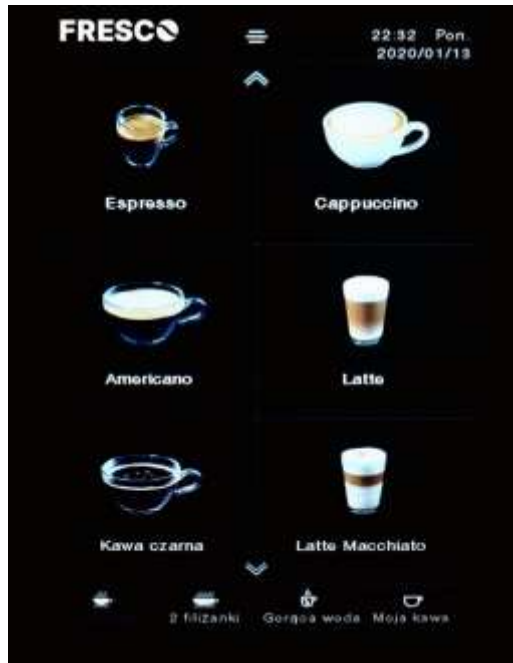 FRESCO
22:32 Pon.
2020/01/13
Espresso
Cappuccino
Americano
Latte
Kawa czarna
Latte Macchiato
2 filiżanki
Gorąca woda
Moja kawa